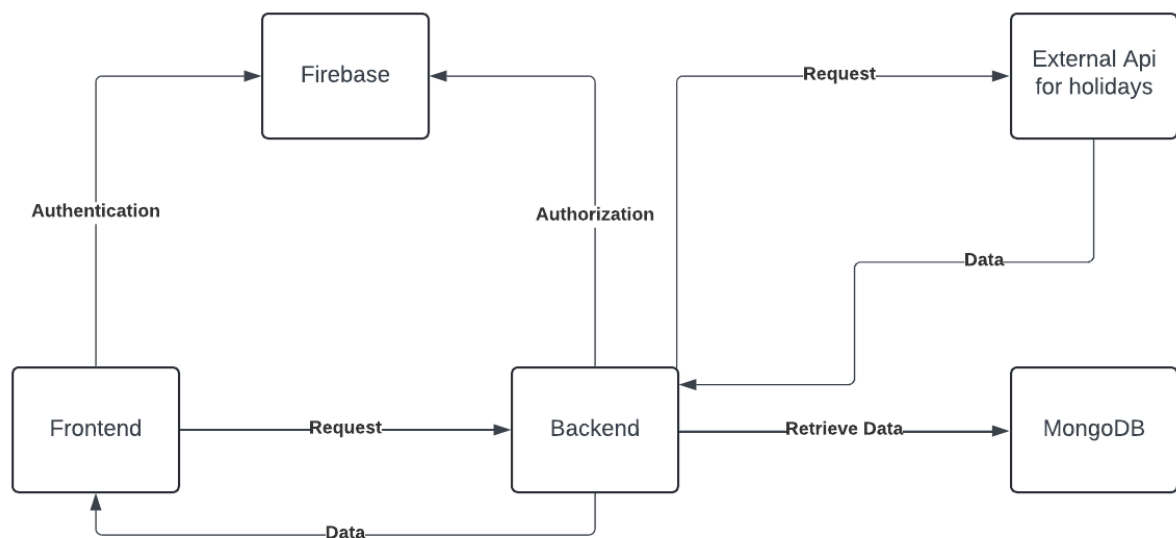 Firebase
Request
External Api
for holidays
Authentication
Authorization
Data
Frontend
Request
Backend
Retrieve Data
MongoDB
Data